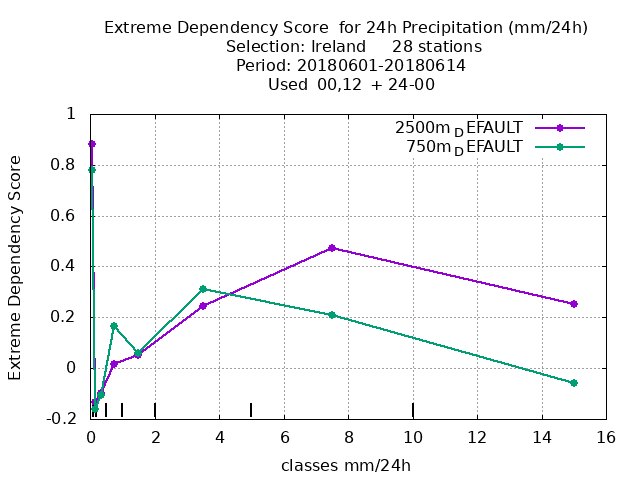 Extreme Dependency Score for 24h Precipitation (mm/24h)
Selection: Ireland 28 stations
Period: 20180601-20180614
Used 00,12 + 24-00
2500m_DEFAULT
750m_DEFAULT
Extreme Dependency Score
1
0.8
0.6
0.4
0.2
0
-0.2
0 2 4 6 8 10 12 14 16
classes mm/24h